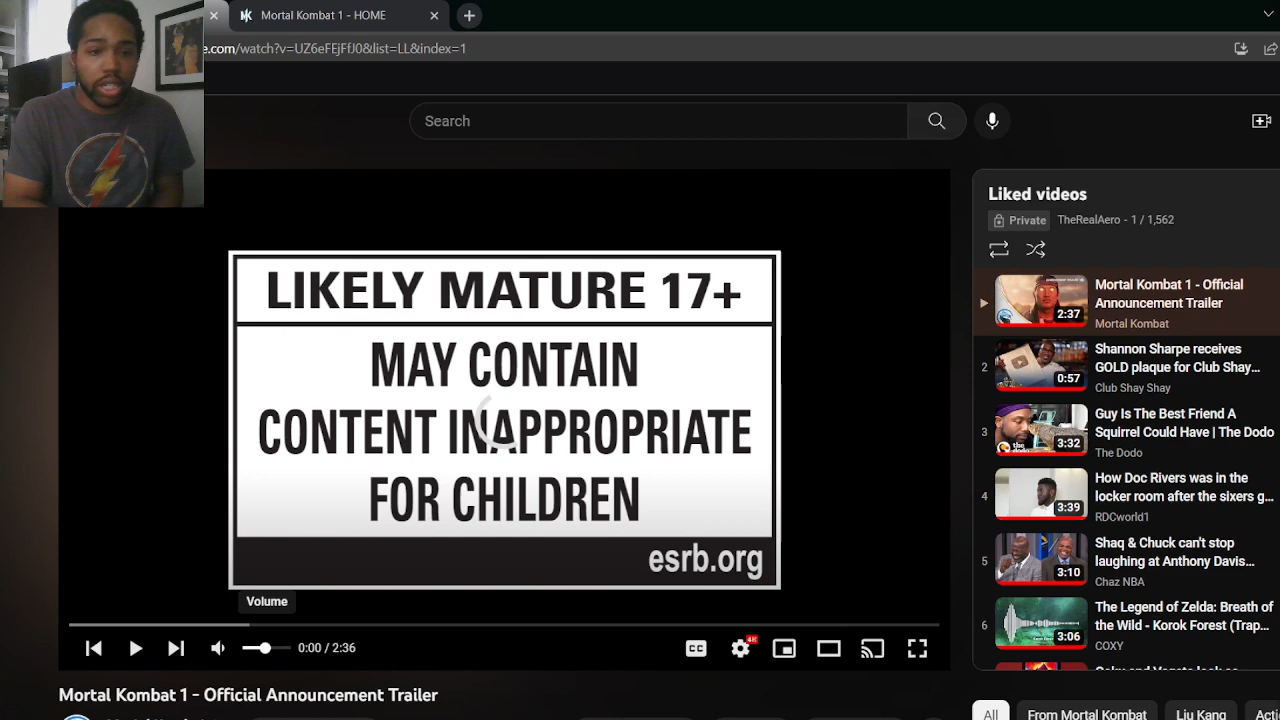 Mortal Kombat 1 - HOME
e.com/watch?v=UZ6eFEjFfJ0&list=LL&index=1
Search
LIKELY MATURE 17+
MAY CONTAIN
CONTENT INAPPROPRIATE
FOR CHILDREN
esrb.org
Volume
0:00 / 2:36
CC
4K
Mortal Kombat 1 - Official Announcement Trailer
Liked videos
Private TheRealAero - 1 / 1,562
Mortal Kombat 1 - Official
Announcement Trailer
Mortal Kombat
2:37
2
Shannon Sharpe receives
GOLD plaque for Club Shay...
Club Shay Shay
0:57
3
Guy Is The Best Friend A
Squirrel Could Have | The Dodo
The Dodo
3:32
4
How Doc Rivers was in the
locker room after the sixers g...
RDCworld1
3:39
5
Shaq & Chuck can't stop
laughing at Anthony Davis...
Chaz NBA
3:10
6
The Legend of Zelda: Breath of
the Wild - Korok Forest (Trap...
COXY
3:06
All From Mortal Kombat Liu Kang Acti